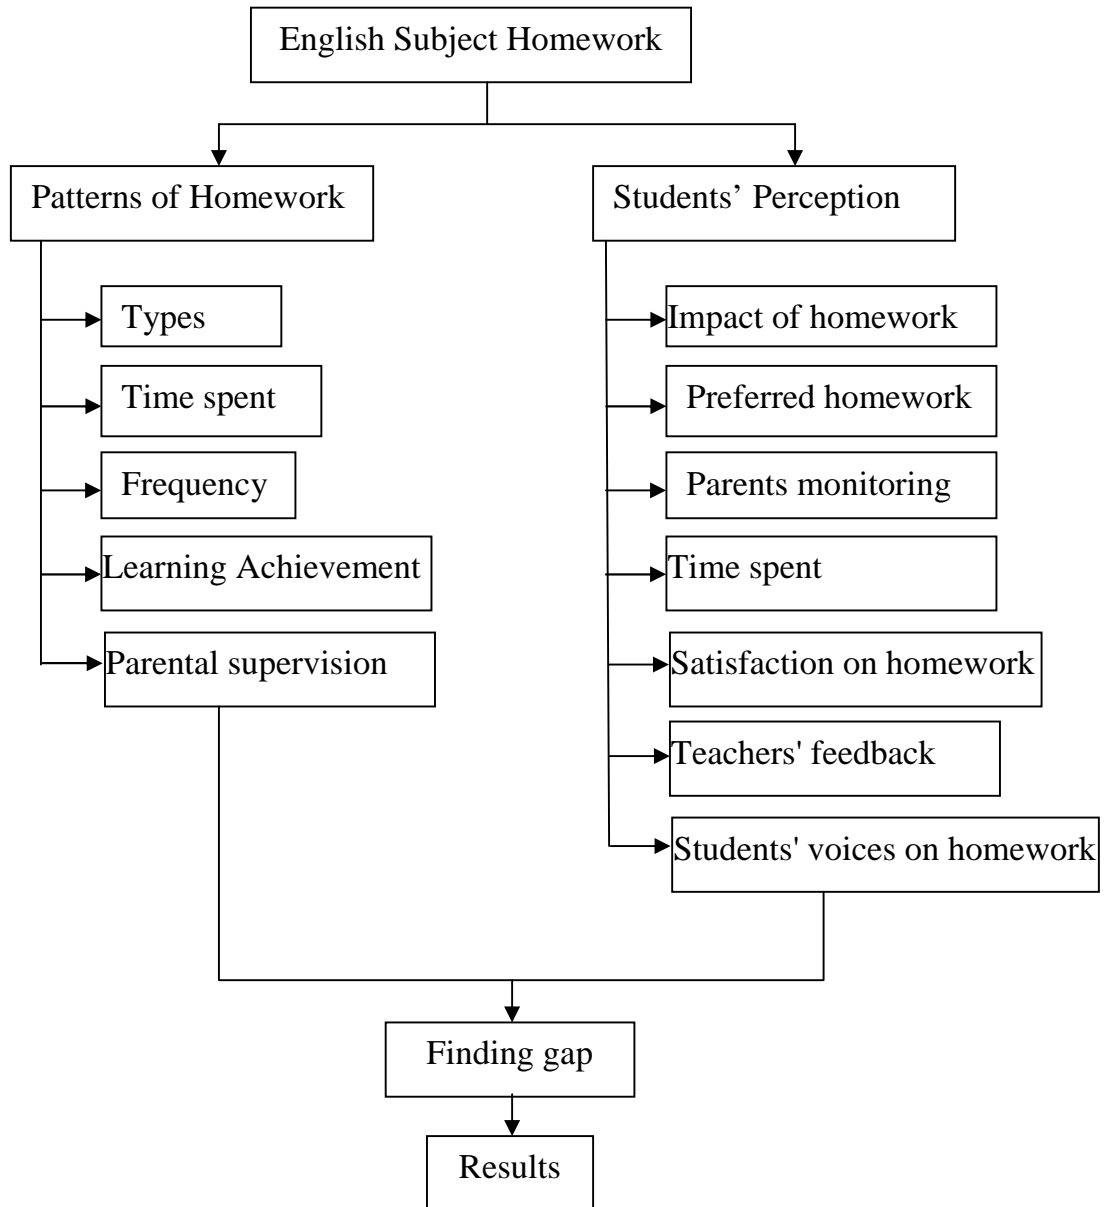 English Subject Homework
Patterns of Homework
Types
Time spent
Frequency
Learning Achievement
Parental supervision
Students’ Perception
Impact of homework
Preferred homework
Parents monitoring
Time spent
Satisfaction on homework
Teachers' feedback
Students' voices on homework
Finding gap
Results